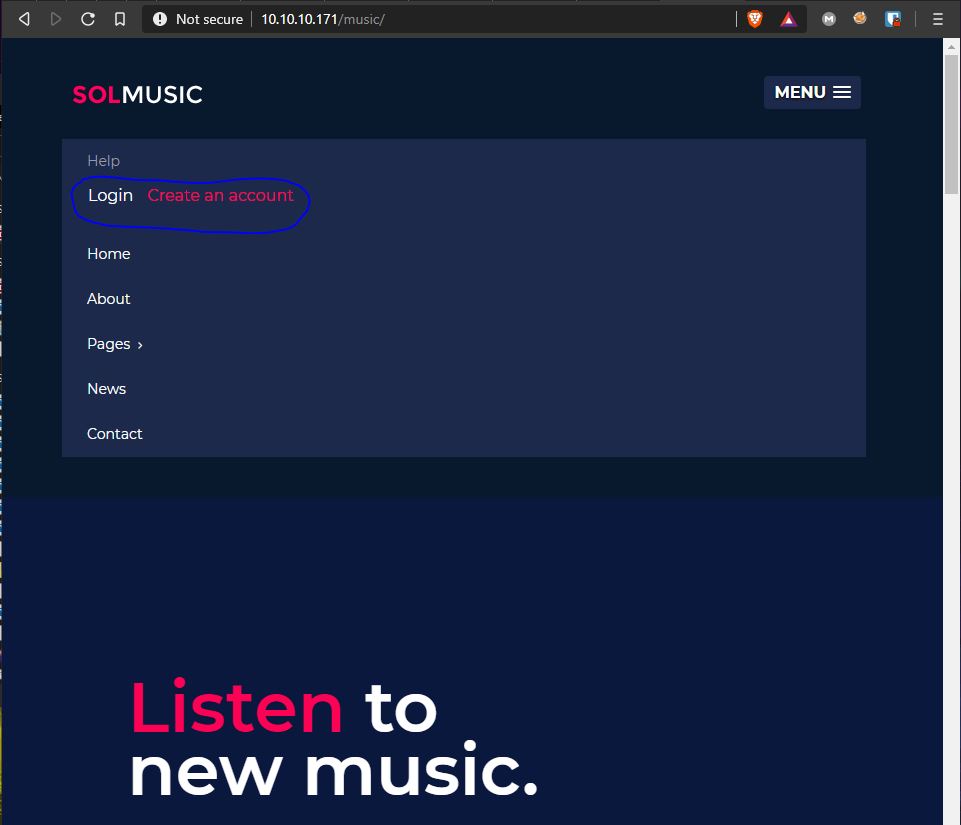 Not secure 10.10.10.171/music/
SOLMUSIC
MENU
Help
Login Create an account
Home
About
Pages ›
News
Contact
Listen to
new music.